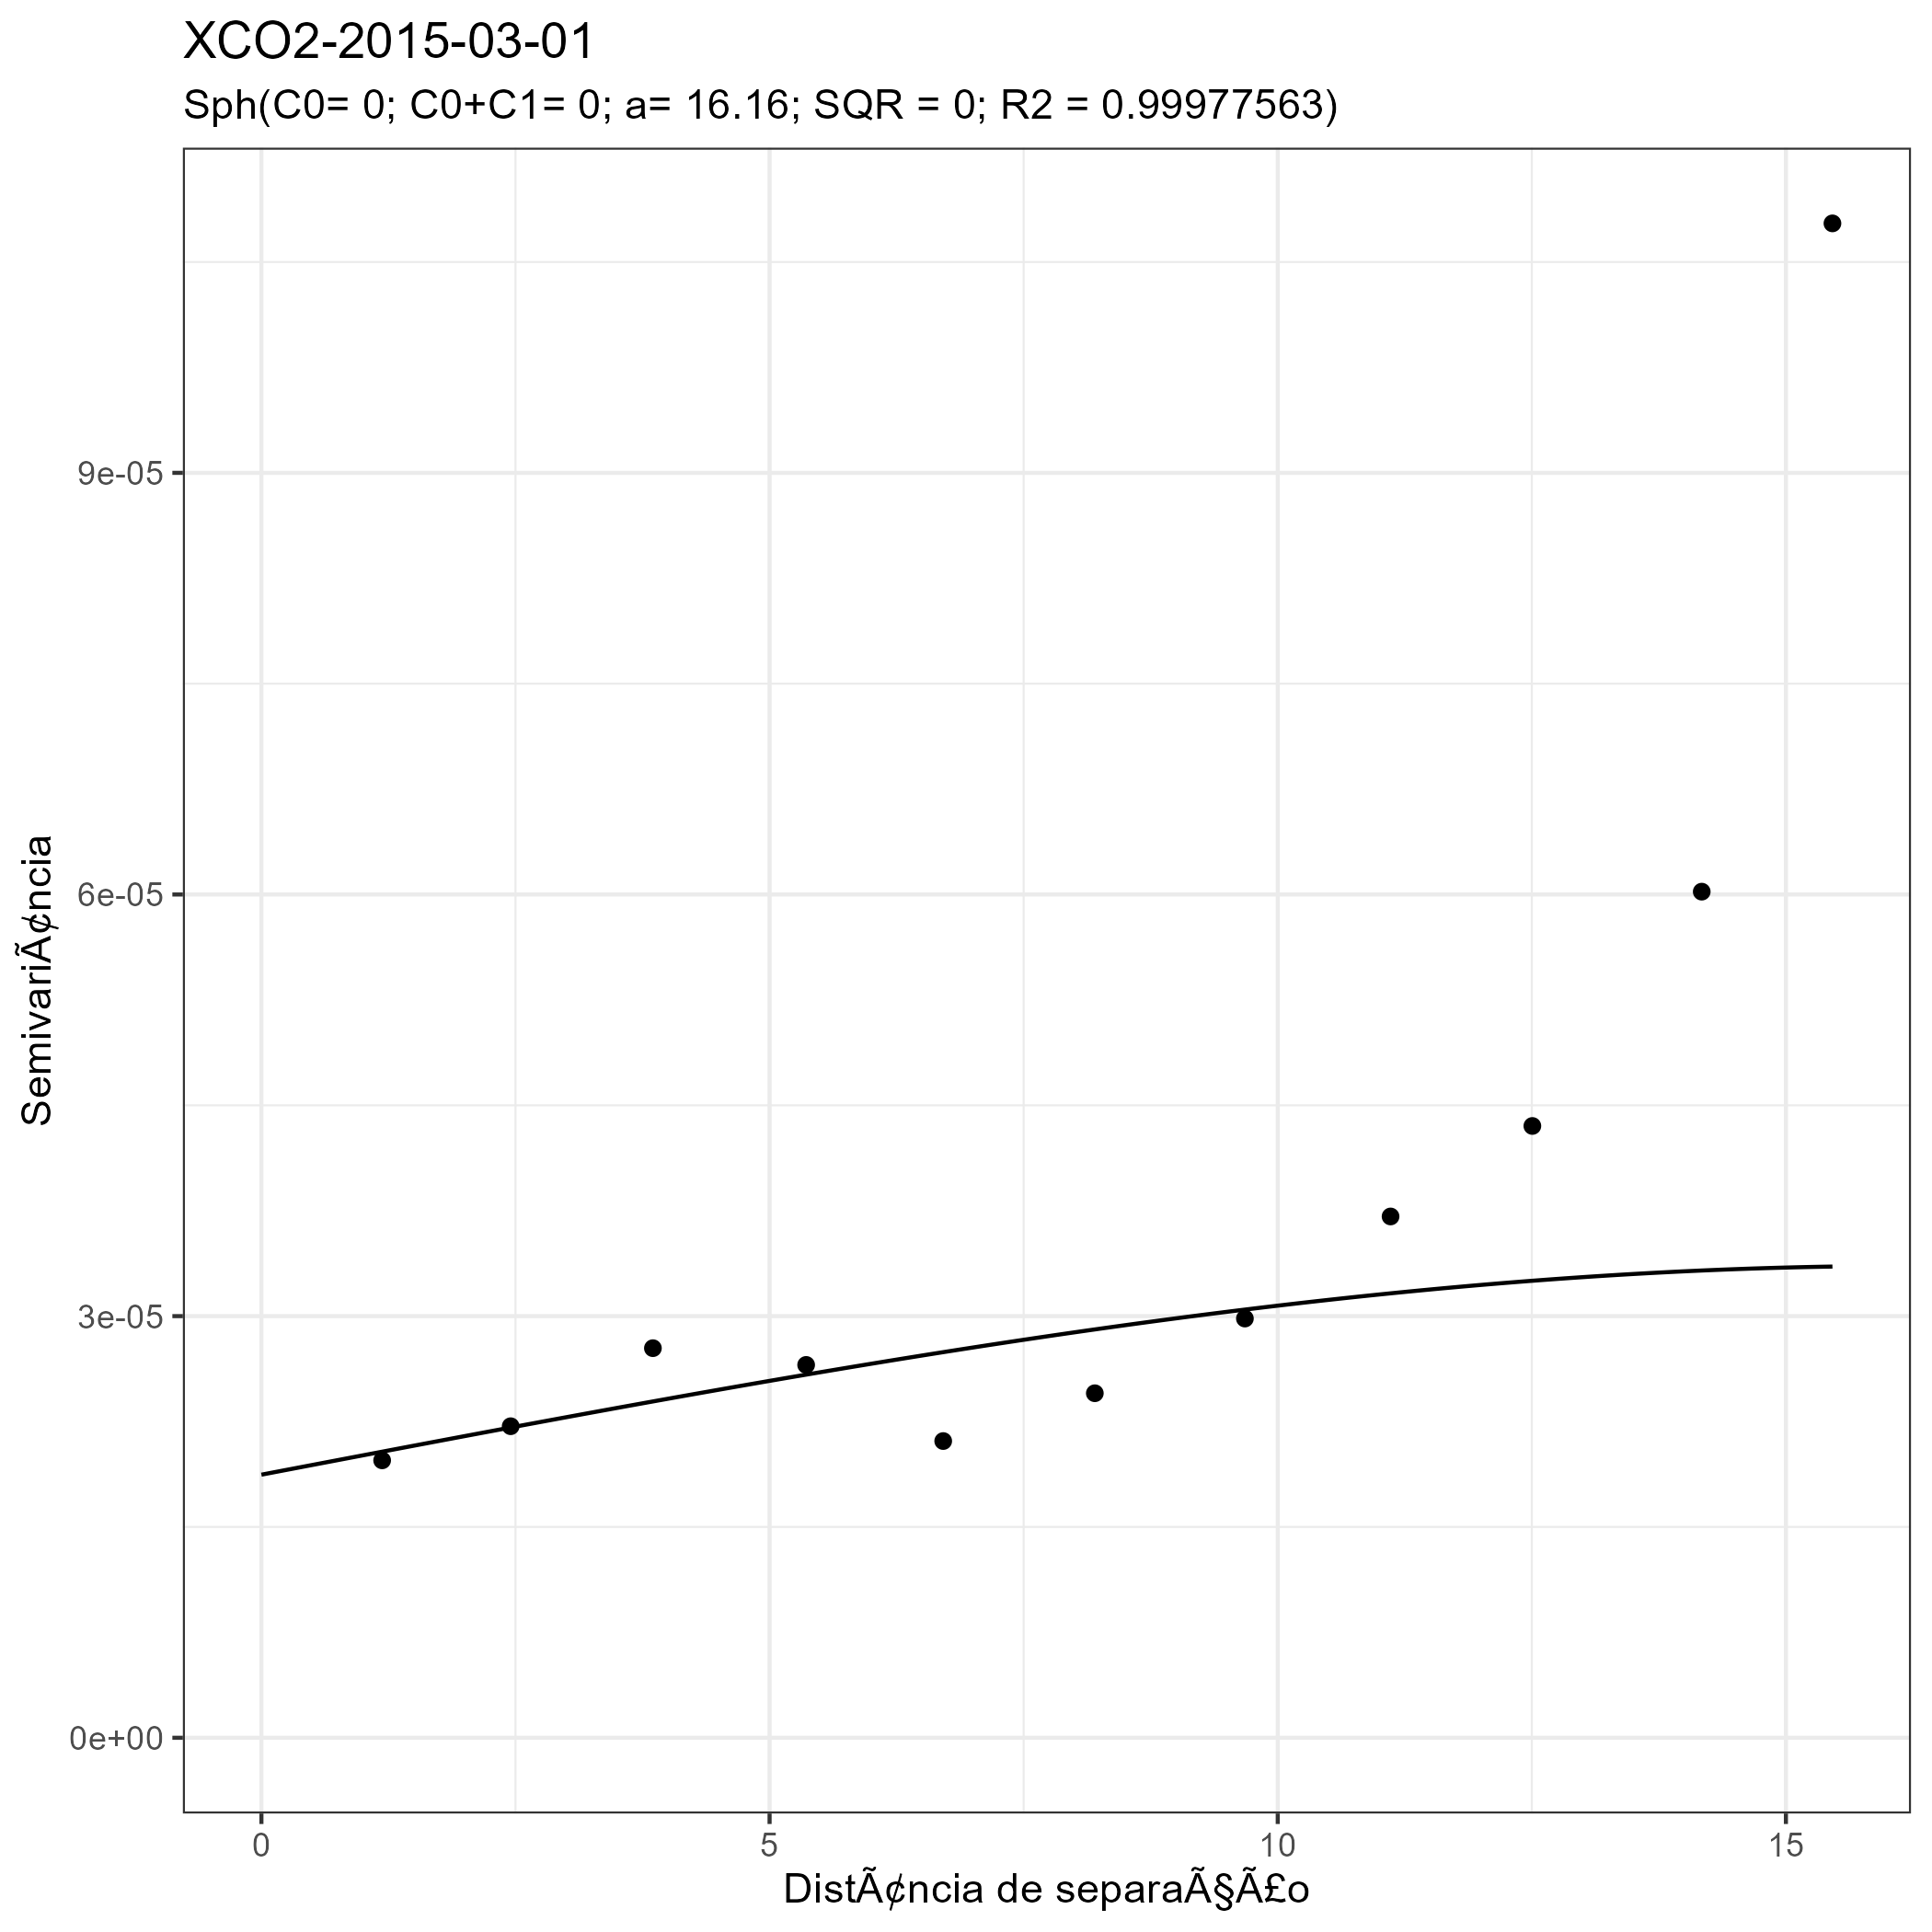 XCO2-2015-03-01
Sph(C0= 0; C0+C1= 0; a= 16.16; SQR = 0; R2 = 0.99977563)
SemivariÃ¢ncia
9e-05
6e-05
3e-05
0e+00
0
5
10
15
DistÃ¢ncia de separaÃ§Ã£o